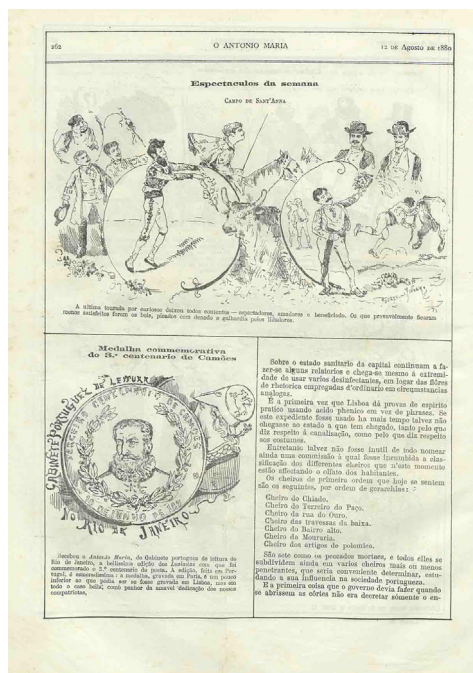 262
O ANTONIO MARIA
12 DE Agosto DE 1880
Espectaculos da semana
CAMPO DE SANT'ANNA
A ultima tourada por curiosos deixou todos contentes — espectadores, amadores e beneficiado. Os que provavelmente ficaram
menos satisfeitos foram os bois, picados com denodo e galhardia pelos lidadores.
Medalha commemorativa
do 3.º centenario de Camões
GABINETE PORTUGUEZ DE LEITURA
NO RIO DE JANEIRO
Recebeu o Antonio Maria, do Gabinete portuguez de leitura do
Rio de Janeiro, a bellissima edição dos Lusiadas com que foi
commemorado o 3.º centenario do poeta. A edição, feita em Por-
tugal, é esmeradissima: a medalha, gravada em Paris, é um pouco
inferior ao que podia ser se fosse gravada em Lisboa, mas em
todo o caso bella, como penhor da amavel dedicação dos nossos
compatriotas.
Sobre o estado sanitario da capital continuam a fa-
zer-se alguns relatorios e chega-se mesmo á extremi-
dade de usar varios desinfectantes, em logar das flôres
de rhetorica empregadas d'ordinario em circumstancias
analogas.
É a primeira vez que Lisboa dá provas de espirito
pratico usando acido phenico em vez de phrases. Se
este expediente fosse usado ha mais tempo talvez não
chegasse ao estado a que tem chegado, tanto pelo que
diz respeito á canalisação, como pelo que diz respeito
aos costumes.
Entretanto talvez não fosse inutil de todo nomear
ainda uma commissão á qual fosse incumbida a clas-
sificação dos differentes cheiros que n'este momento
estão affectando o olfato dos habitantes.
Os cheiros de primeira ordem que hoje se sentem
são os seguintes, por ordem de gerarchia:
Cheiro do Chiado.
Cheiro do Terreiro do Paço.
Cheiro da rua do Ouro.
Cheiro das travessas da baixa.
Cheiro do Bairro alto.
Cheiro da Mouraria.
Cheiro dos artigos de polemica.
São sete como os peccados mortaes, e todos elles se
subdividem ainda em varios cheiros mais ou menos
penetrantes, que seria conveniente determinar, estu-
dando a sua influencia na sociedade portugueza.
E a primeira coisa que o governo devia fazer quando
se abrissem as côrtes não era decretar sómente o en-